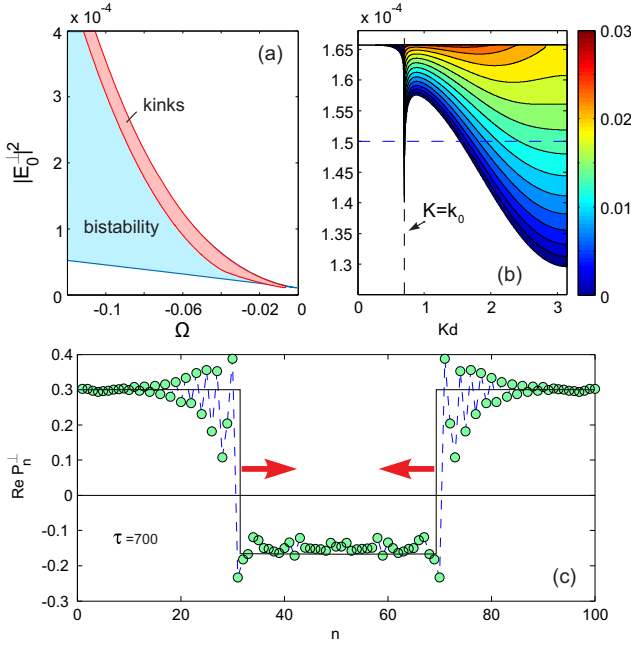 x 10⁻⁴
(a)
kinks
bistability
|E₀^⊥|²
4
2
0
-0.1
-0.06
-0.02
0
Ω
x 10⁻⁴
1.65
1.6
1.55
1.5
1.45
1.4
1.35
1.3
K=k₀
(b)
0
1
2
3
Kd
0.03
0.02
0.01
0
0.4
0.3
0.2
0.1
0
-0.1
-0.2
-0.3
Re Pₙ^⊥
τ =700
(c)
0
20
40
60
80
100
n